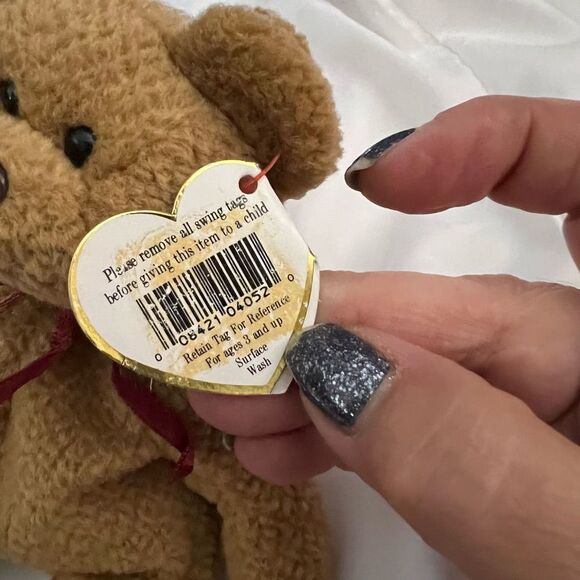 Please remove all swing tags
before giving this item to a child
0 08421 04052 0
Retain Tag For Reference
For ages 3 and up
Surface
Wash